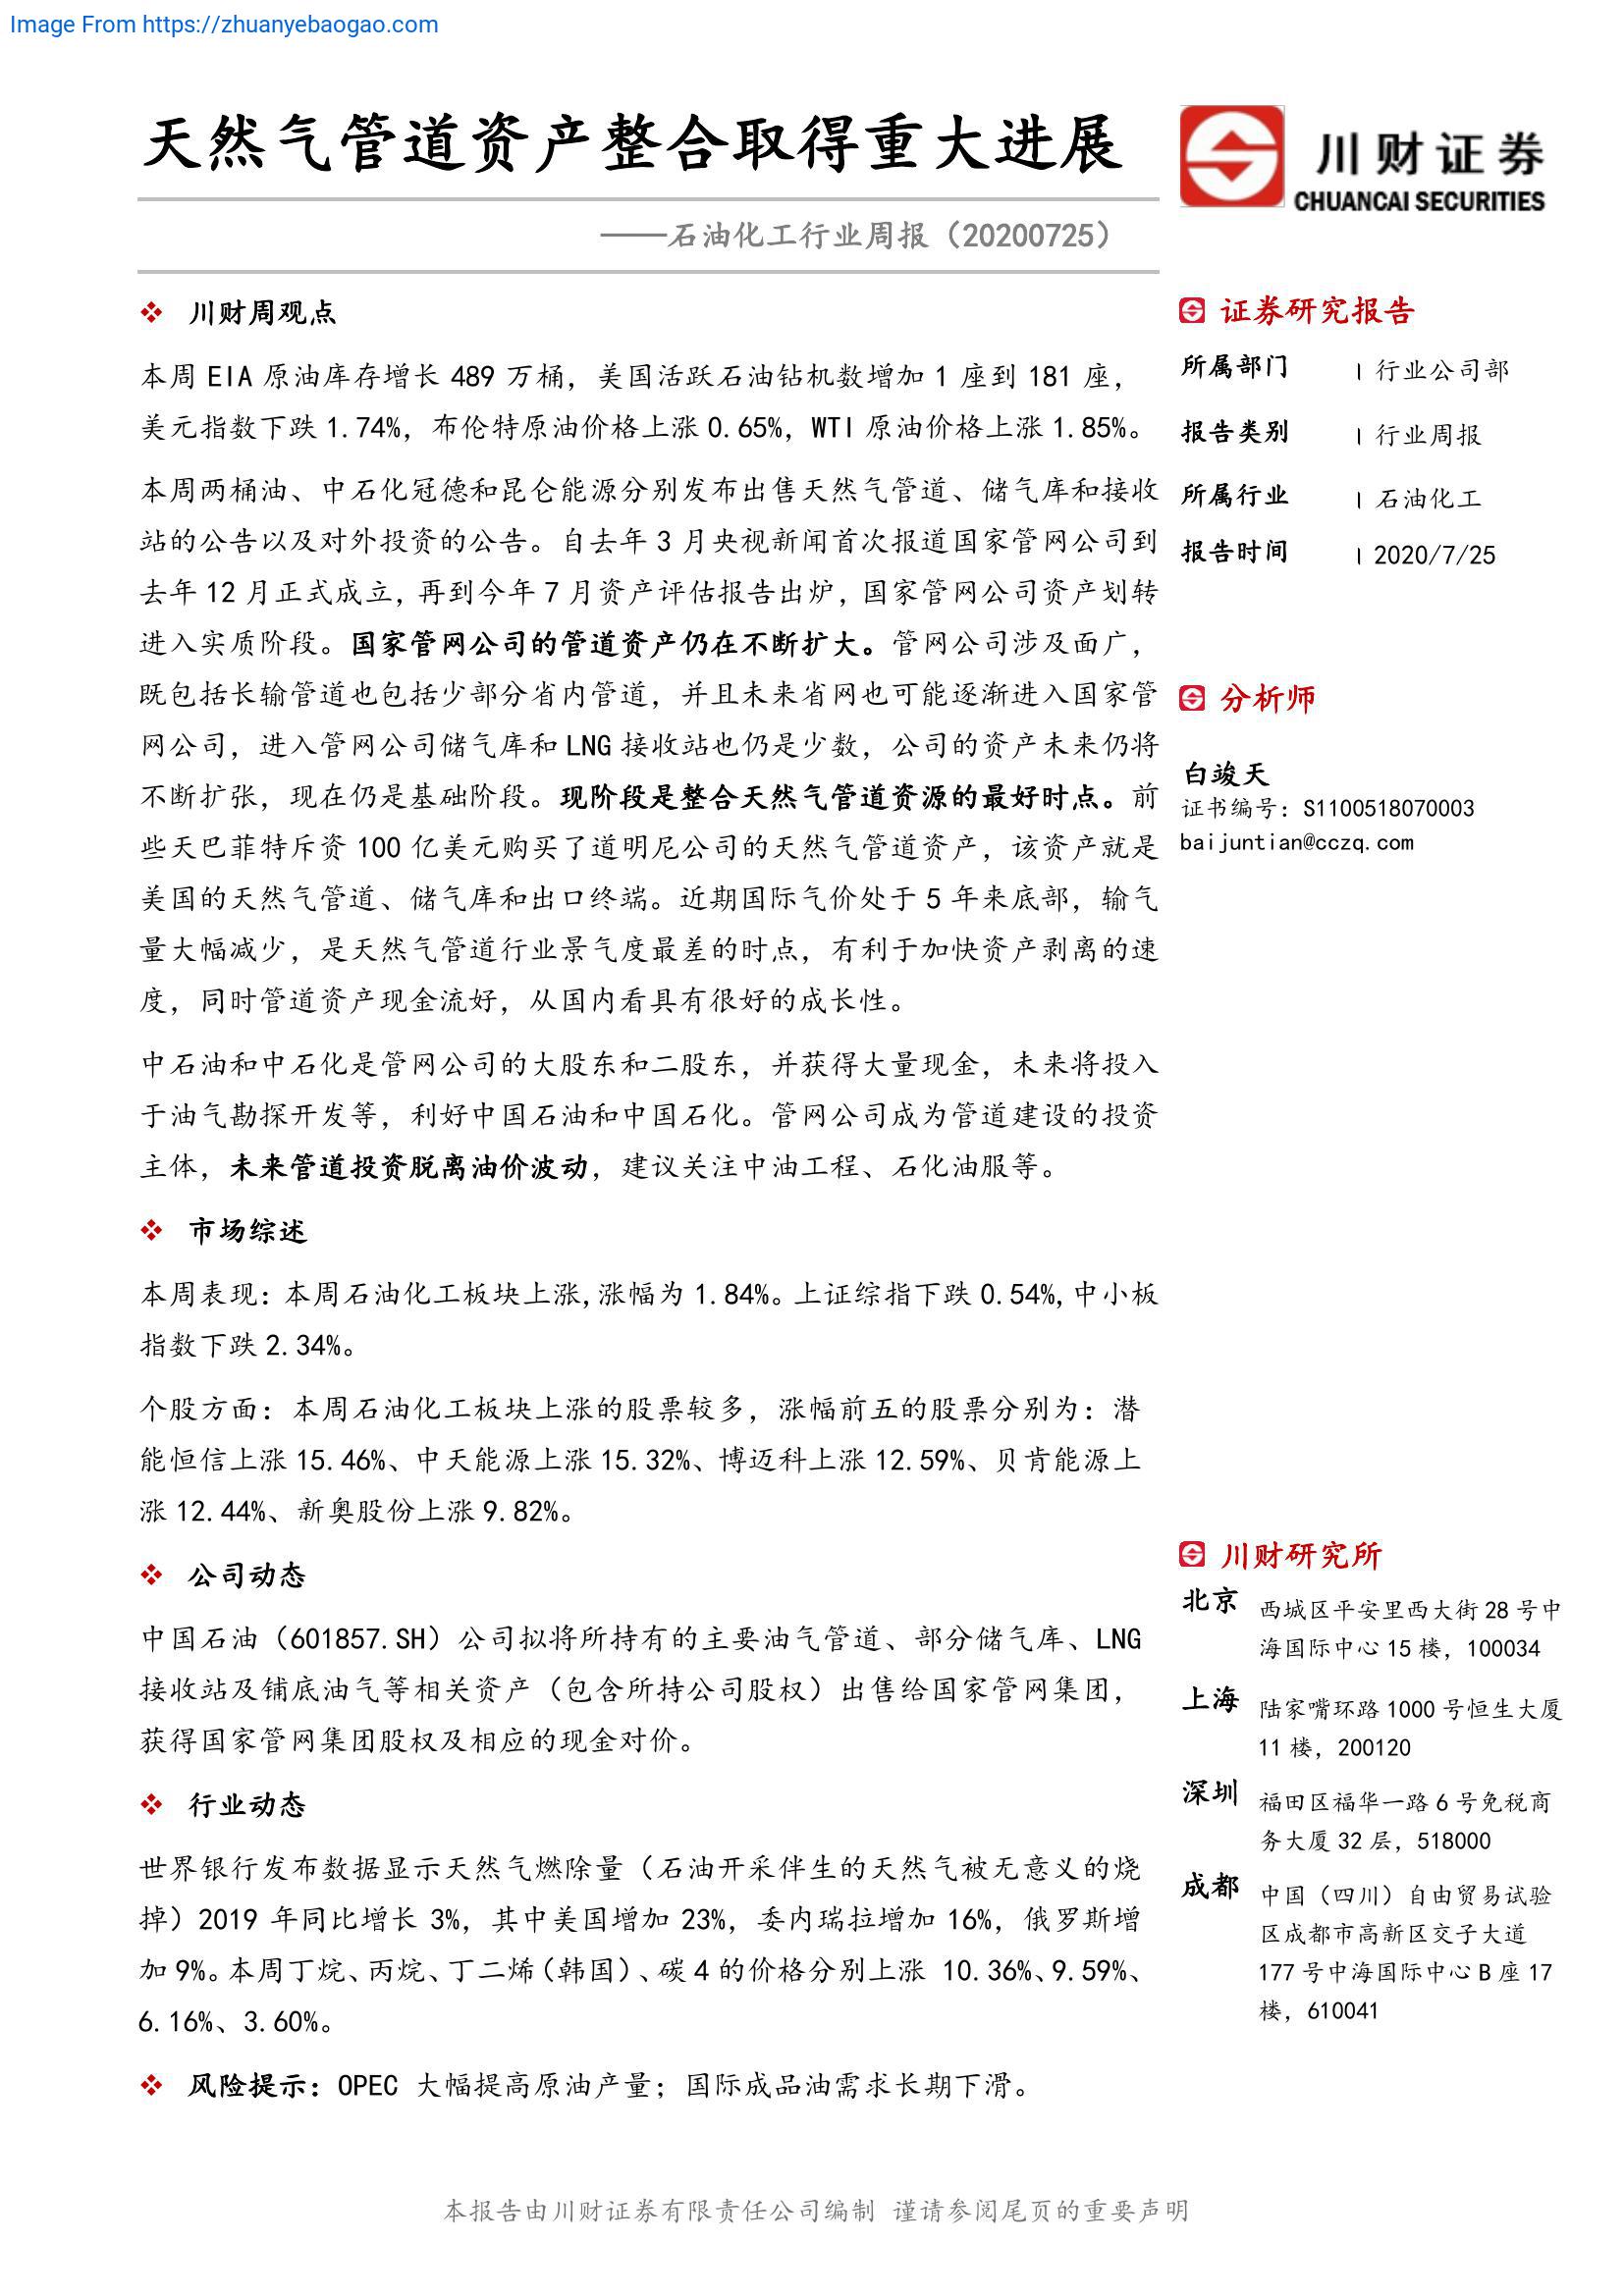 Image From https://zhuanyebaogao.com
天然气管道资产整合取得重大进展
川财证券
CHUANCAI SECURITIES
——石油化工行业周报（20200725）
❖ 川财周观点
本周 EIA 原油库存增长 489 万桶，美国活跃石油钻机数增加 1 座到 181 座，
美元指数下跌 1.74%，布伦特原油价格上涨 0.65%，WTI 原油价格上涨 1.85%。
本周两桶油、中石化冠德和昆仑能源分别发布出售天然气管道、储气库和接收
站的公告以及对外投资的公告。自去年 3 月央视新闻首次报道国家管网公司到
去年 12 月正式成立，再到今年 7 月资产评估报告出炉，国家管网公司资产划转
进入实质阶段。国家管网公司的管道资产仍在不断扩大。管网公司涉及面广，
既包括长输管道也包括少部分省内管道，并且未来省网也可能逐渐进入国家管
网公司，进入管网公司储气库和 LNG 接收站也仍是少数，公司的资产未来仍将
不断扩张，现在仍是基础阶段。现阶段是整合天然气管道资源的最好时点。前
些天巴菲特斥资 100 亿美元购买了道明尼公司的天然气管道资产，该资产就是
美国的天然气管道、储气库和出口终端。近期国际气价处于 5 年来底部，输气
量大幅减少，是天然气管道行业景气度最差的时点，有利于加快资产剥离的速
度，同时管道资产现金流好，从国内看具有很好的成长性。
中石油和中石化是管网公司的大股东和二股东，并获得大量现金，未来将投入
于油气勘探开发等，利好中国石油和中国石化。管网公司成为管道建设的投资
主体，未来管道投资脱离油价波动，建议关注中油工程、石化油服等。
❖ 市场综述
本周表现：本周石油化工板块上涨,涨幅为 1.84%。上证综指下跌 0.54%,中小板
指数下跌 2.34%。
个股方面：本周石油化工板块上涨的股票较多，涨幅前五的股票分别为：潜
能恒信上涨 15.46%、中天能源上涨 15.32%、博迈科上涨 12.59%、贝肯能源上
涨 12.44%、新奥股份上涨 9.82%。
❖ 公司动态
中国石油（601857.SH）公司拟将所持有的主要油气管道、部分储气库、LNG
接收站及铺底油气等相关资产（包含所持公司股权）出售给国家管网集团，
获得国家管网集团股权及相应的现金对价。
❖ 行业动态
世界银行发布数据显示天然气燃除量（石油开采伴生的天然气被无意义的烧
掉）2019 年同比增长 3%，其中美国增加 23%，委内瑞拉增加 16%，俄罗斯增
加 9%。本周丁烷、丙烷、丁二烯（韩国）、碳 4 的价格分别上涨 10.36%、9.59%、
6.16%、3.60%。
❖ 风险提示：OPEC 大幅提高原油产量；国际成品油需求长期下滑。
证券研究报告
所属部门 | 行业公司部
报告类别 | 行业周报
所属行业 | 石油化工
报告时间 | 2020/7/25
分析师
白竣天
证书编号：S1100518070003
baijuntian@cczq.com
川财研究所
北京 西城区平安里西大街 28 号中
海国际中心 15 楼，100034
上海 陆家嘴环路 1000 号恒生大厦
11 楼，200120
深圳 福田区福华一路 6 号免税商
务大厦 32 层，518000
成都 中国（四川）自由贸易试验
区成都市高新区交子大道
177 号中海国际中心 B 座 17
楼，610041
本报告由川财证券有限责任公司编制 谨请参阅尾页的重要声明